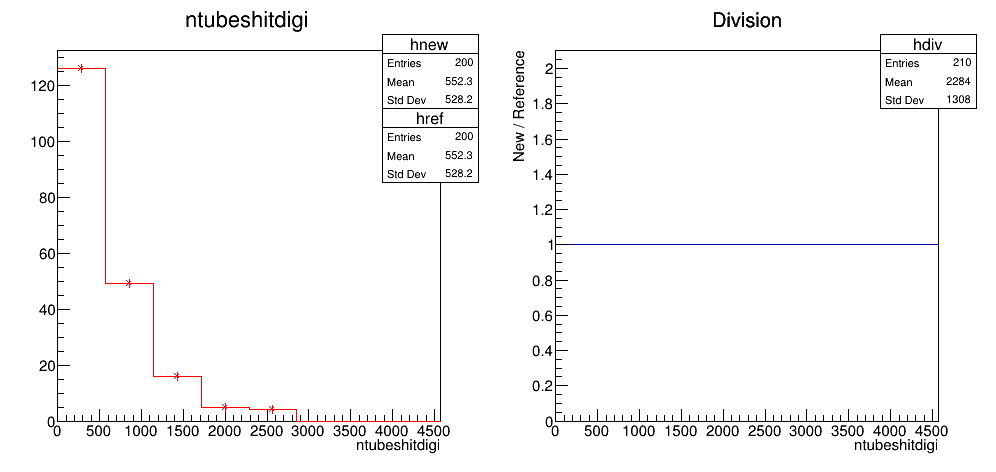 ntubeshitdigi
hnew
Entries 200
Mean 552.3
Std Dev 528.2
href
Entries 200
Mean 552.3
Std Dev 528.2
120
100
80
60
40
20
0
0 500 1000 1500 2000 2500 3000 3500 4000 4500
ntubeshitdigi
Division
hdiv
Entries 210
Mean 2284
Std Dev 1308
New / Reference
2
1.8
1.6
1.4
1.2
1
0.8
0.6
0.4
0.2
0
0 500 1000 1500 2000 2500 3000 3500 4000 4500
ntubeshitdigi